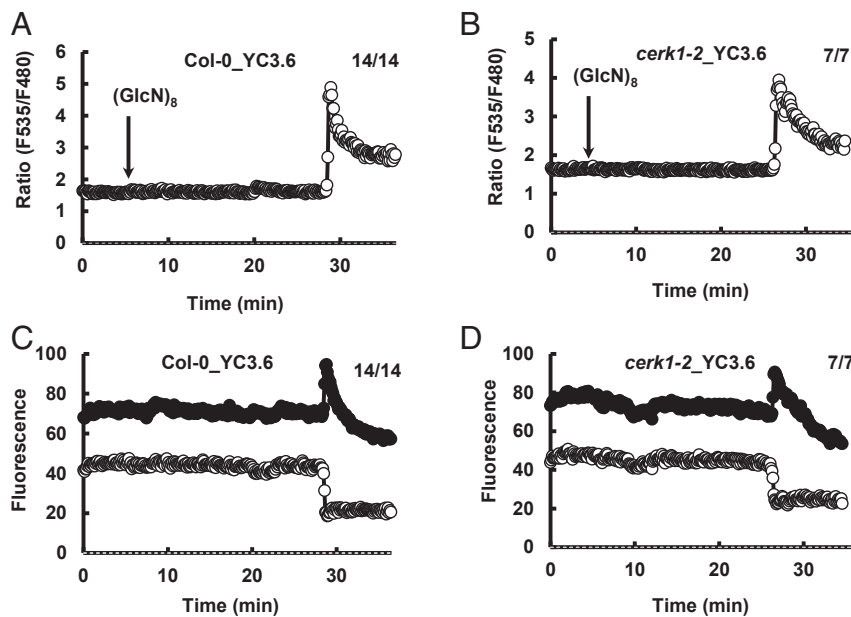 A
Col-0_YC3.6
14/14
(GlcN)8
Ratio (F535/F480)
6
5
4
3
2
1
0
0 10 20 30
Time (min)
B
cerk1-2_YC3.6
7/7
(GlcN)8
Ratio (F535/F480)
5
4
3
2
1
0
0 10 20 30
Time (min)
C
Col-0_YC3.6
14/14
Fluorescence
100
80
60
40
20
0
0 10 20 30
Time (min)
D
cerk1-2_YC3.6
7/7
Fluorescence
100
80
60
40
20
0
0 10 20 30
Time (min)